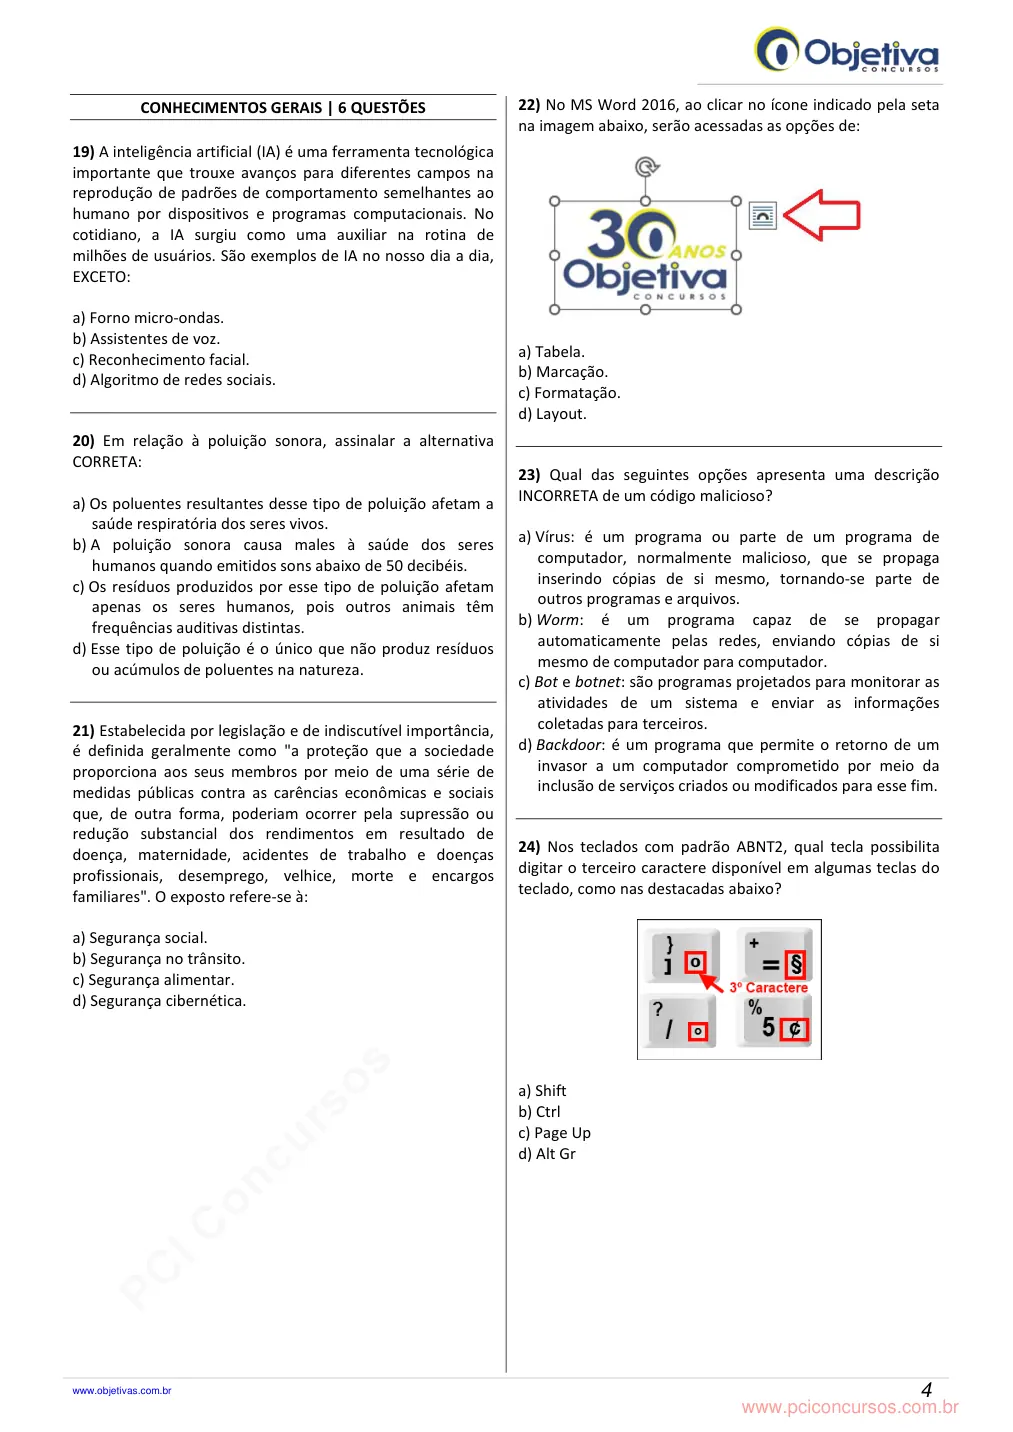 Objetiva
CONCURSOS
CONHECIMENTOS GERAIS | 6 QUESTÕES
19) A inteligência artificial (IA) é uma ferramenta tecnológica
importante que trouxe avanços para diferentes campos na
reprodução de padrões de comportamento semelhantes ao
humano por dispositivos e programas computacionais. No
cotidiano, a IA surgiu como uma auxiliar na rotina de
milhões de usuários. São exemplos de IA no nosso dia a dia,
EXCETO:
a) Forno micro-ondas.
b) Assistentes de voz.
c) Reconhecimento facial.
d) Algoritmo de redes sociais.
20) Em relação à poluição sonora, assinalar a alternativa
CORRETA:
a) Os poluentes resultantes desse tipo de poluição afetam a
saúde respiratória dos seres vivos.
b) A poluição sonora causa males à saúde dos seres
humanos quando emitidos sons abaixo de 50 decibéis.
c) Os resíduos produzidos por esse tipo de poluição afetam
apenas os seres humanos, pois outros animais têm
frequências auditivas distintas.
d) Esse tipo de poluição é o único que não produz resíduos
ou acúmulos de poluentes na natureza.
21) Estabelecida por legislação e de indiscutível importância,
é definida geralmente como "a proteção que a sociedade
proporciona aos seus membros por meio de uma série de
medidas públicas contra as carências econômicas e sociais
que, de outra forma, poderiam ocorrer pela supressão ou
redução substancial dos rendimentos em resultado de
doença, maternidade, acidentes de trabalho e doenças
profissionais, desemprego, velhice, morte e encargos
familiares". O exposto refere-se à:
a) Segurança social.
b) Segurança no trânsito.
c) Segurança alimentar.
d) Segurança cibernética.
22) No MS Word 2016, ao clicar no ícone indicado pela seta
na imagem abaixo, serão acessadas as opções de:
30 ANOS
Objetiva
CONCURSOS
a) Tabela.
b) Marcação.
c) Formatação.
d) Layout.
23) Qual das seguintes opções apresenta uma descrição
INCORRETA de um código malicioso?
a) Vírus: é um programa ou parte de um programa de
computador, normalmente malicioso, que se propaga
inserindo cópias de si mesmo, tornando-se parte de
outros programas e arquivos.
b) Worm: é um programa capaz de se propagar
automaticamente pelas redes, enviando cópias de si
mesmo de computador para computador.
c) Bot e botnet: são programas projetados para monitorar as
atividades de um sistema e enviar as informações
coletadas para terceiros.
d) Backdoor: é um programa que permite o retorno de um
invasor a um computador comprometido por meio da
inclusão de serviços criados ou modificados para esse fim.
24) Nos teclados com padrão ABNT2, qual tecla possibilita
digitar o terceiro caractere disponível em algumas teclas do
teclado, como nas destacadas abaixo?
} +
] º = §
3º Caractere
? %
/ ° 5 ¢
a) Shift
b) Ctrl
c) Page Up
d) Alt Gr
PCI Concursos
www.objetivas.com.br
4
www.pciconcursos.com.br